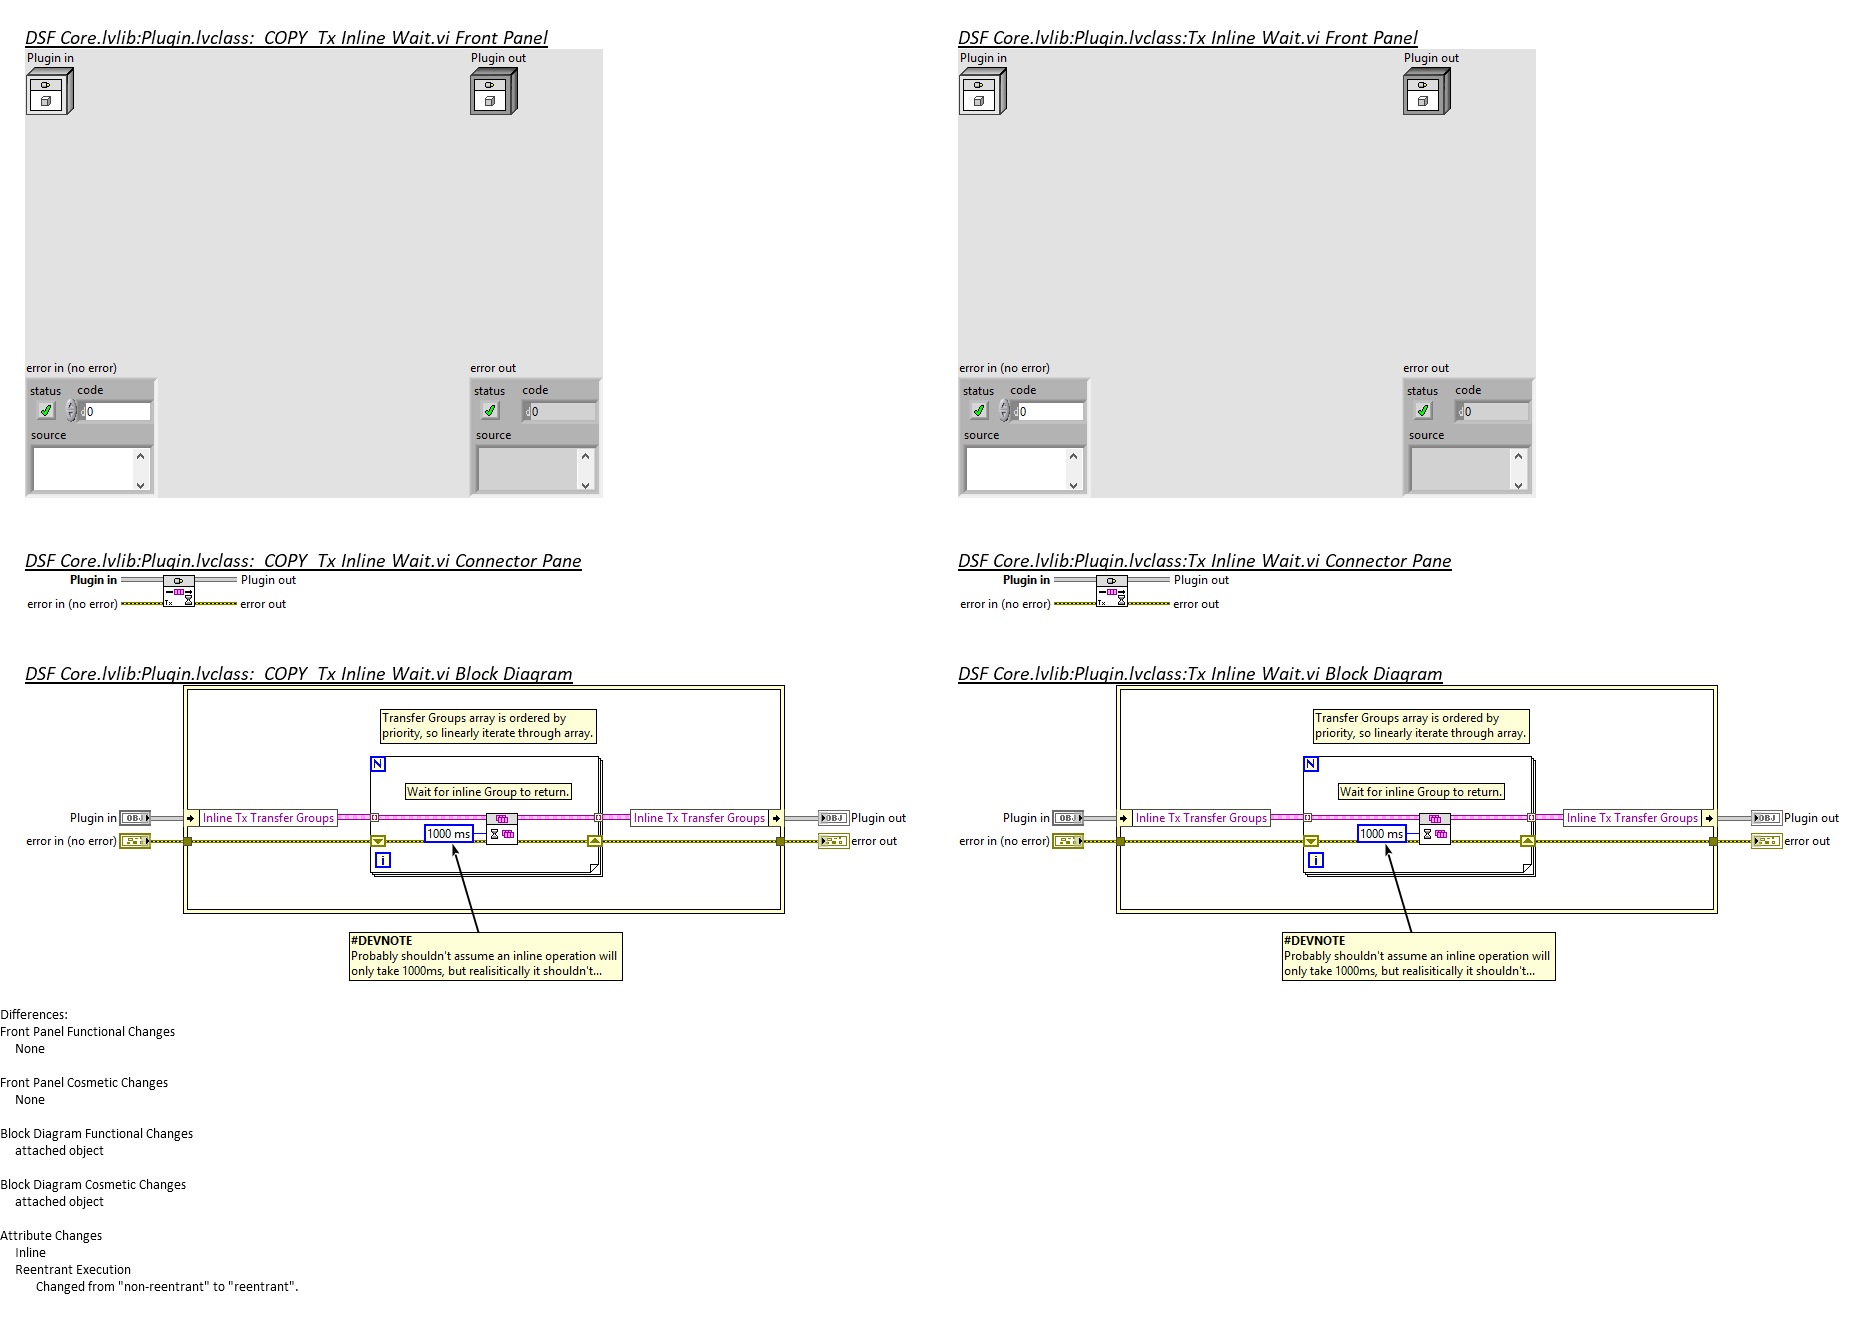 DSF Core.lvlib:Plugin.lvclass:_COPY_Tx Inline Wait.vi Front Panel
Plugin in
Plugin out
error in (no error)
status
code
d 0
source
error out
status
code
d 0
source
DSF Core.lvlib:Plugin.lvclass:Tx Inline Wait.vi Front Panel
Plugin in
Plugin out
error in (no error)
status
code
d 0
source
error out
status
code
d 0
source
DSF Core.lvlib:Plugin.lvclass:_COPY_Tx Inline Wait.vi Connector Pane
Plugin in
Plugin out
error in (no error)
Tx
error out
DSF Core.lvlib:Plugin.lvclass:Tx Inline Wait.vi Connector Pane
Plugin in
Plugin out
error in (no error)
Tx
error out
DSF Core.lvlib:Plugin.lvclass:_COPY_Tx Inline Wait.vi Block Diagram
Transfer Groups array is ordered by
priority, so linearly iterate through array.
N
Wait for inline Group to return.
Plugin in
OBJ
Inline Tx Transfer Groups
Inline Tx Transfer Groups
OBJ
Plugin out
1000 ms
error in (no error)
error out
i
#DEVNOTE
Probably shouldn't assume an inline operation will
only take 1000ms, but realisitically it shouldn't...
DSF Core.lvlib:Plugin.lvclass:Tx Inline Wait.vi Block Diagram
Transfer Groups array is ordered by
priority, so linearly iterate through array.
N
Wait for inline Group to return.
Plugin in
OBJ
Inline Tx Transfer Groups
Inline Tx Transfer Groups
OBJ
Plugin out
1000 ms
error in (no error)
error out
i
#DEVNOTE
Probably shouldn't assume an inline operation will
only take 1000ms, but realisitically it shouldn't...
Differences:
Front Panel Functional Changes
None
Front Panel Cosmetic Changes
None
Block Diagram Functional Changes
attached object
Block Diagram Cosmetic Changes
attached object
Attribute Changes
Inline
Reentrant Execution
Changed from "non-reentrant" to "reentrant".